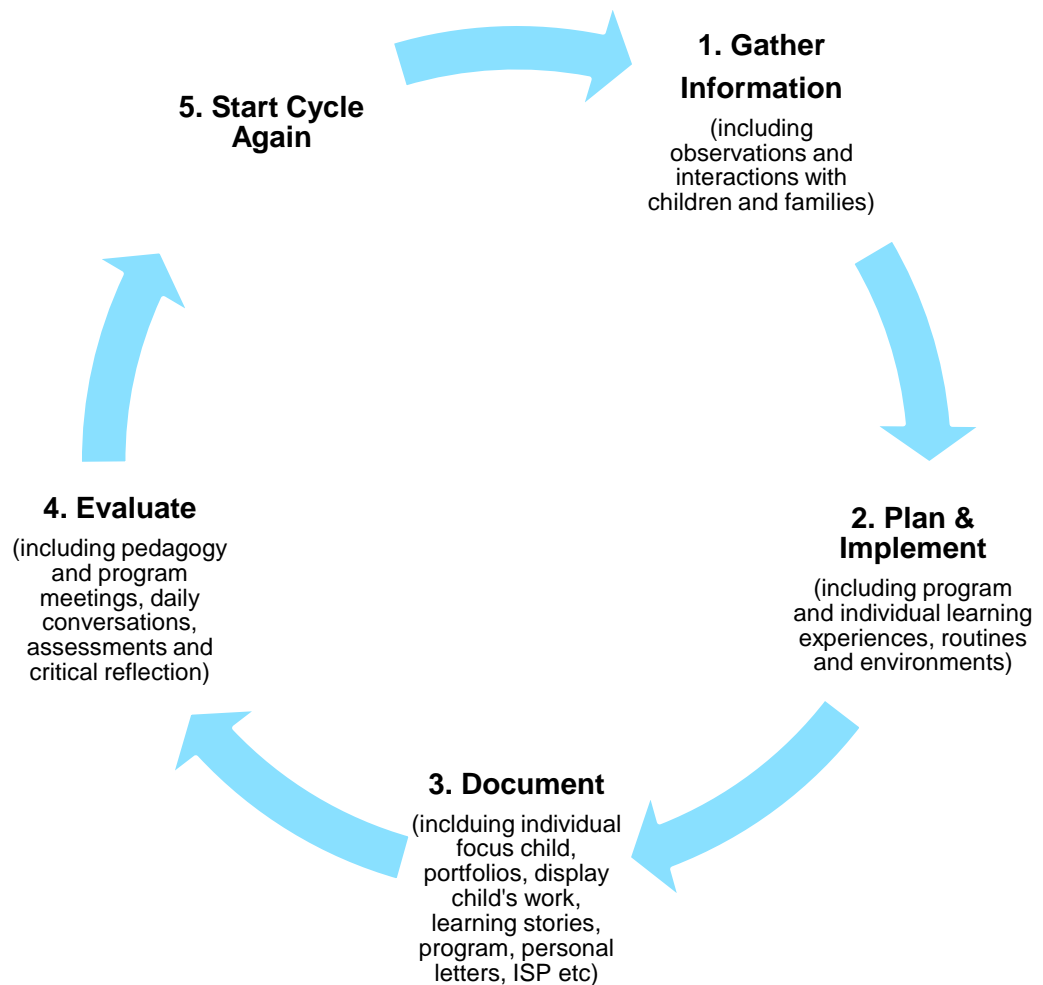 1. Gather
Information
(including
observations and
interactions with
children and families)
2. Plan &
Implement
(including program
and individual learning
experiences, routines
and environments)
3. Document
(inclduing individual
focus child,
portfolios, display
child's work,
learning stories,
program, personal
letters, ISP etc)
4. Evaluate
(including pedagogy
and program
meetings, daily
conversations,
assessments and
critical reflection)
5. Start Cycle
Again